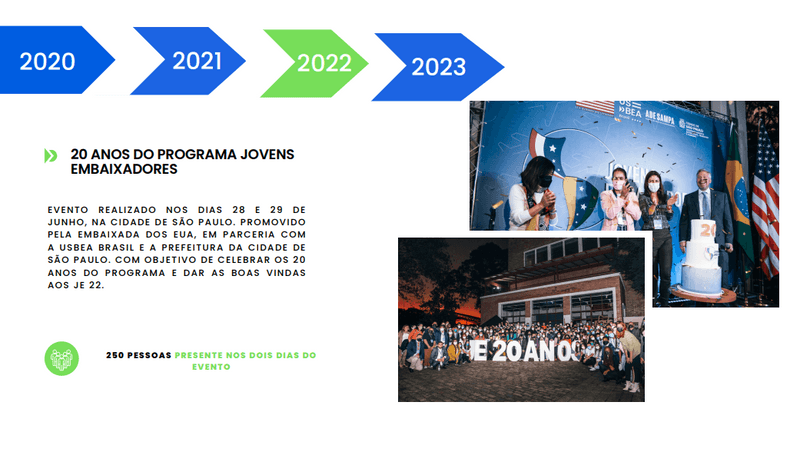 2020
2021
2022
2023
US
BEA
ADE SAMPA
20 ANOS DO PROGRAMA JOVENS
EMBAIXADORES
EVENTO REALIZADO NOS DIAS 28 E 29 DE
JUNHO, NA CIDADE DE SÃO PAULO. PROMOVIDO
PELA EMBAIXADA DOS EUA, EM PARCERIA COM
A USBEA BRASIL E A PREFEITURA DA CIDADE DE
SÃO PAULO. COM OBJETIVO DE CELEBRAR OS 20
ANOS DO PROGRAMA E DAR AS BOAS VINDAS
AOS JE 22.
E 20 ANOS
250 PESSOAS PRESENTE NOS DOIS DIAS DO
EVENTO